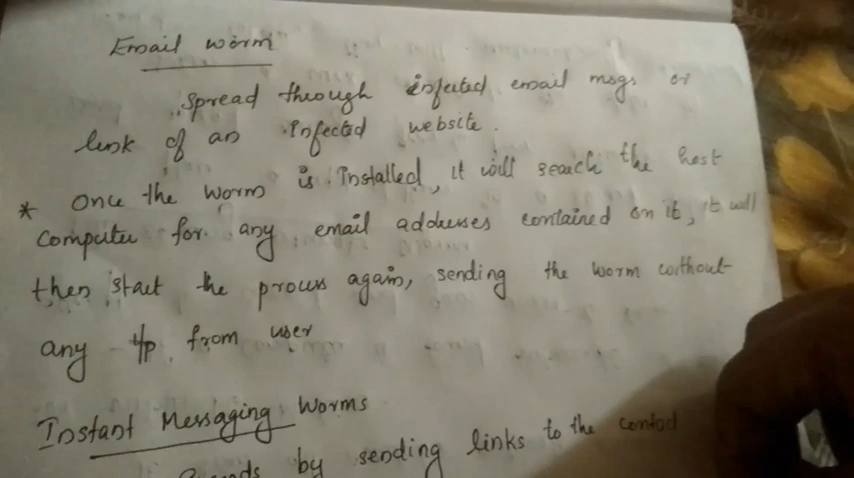 Email worm
Spread through infected email msgs or
link of an infected website.
* Once the worm is installed, it will search the host
computer for any email addresses contained on it, it will
then start the process again, sending the worm without
any i/p from user
Instant Messaging Worms
by sending links to the contact